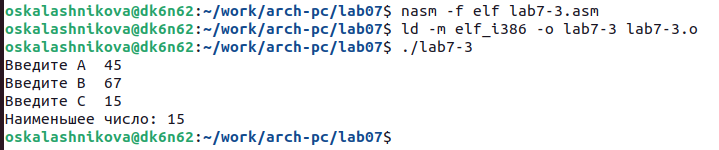 oskalashnikova@dk6n62:~/work/arch-pc/lab07$ nasm -f elf lab7-3.asm
oskalashnikova@dk6n62:~/work/arch-pc/lab07$ ld -m elf_i386 -o lab7-3 lab7-3.o
oskalashnikova@dk6n62:~/work/arch-pc/lab07$ ./lab7-3
Введите A  45
Введите B  67
Введите C  15
Наименьшее число: 15
oskalashnikova@dk6n62:~/work/arch-pc/lab07$